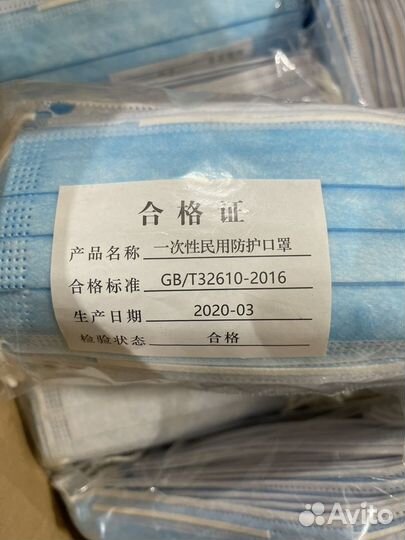 合格证
产品名称 一次性民用防护口罩
合格标准 GB/T32610-2016
生产日期 2020-03
检验状态 合格
Avito